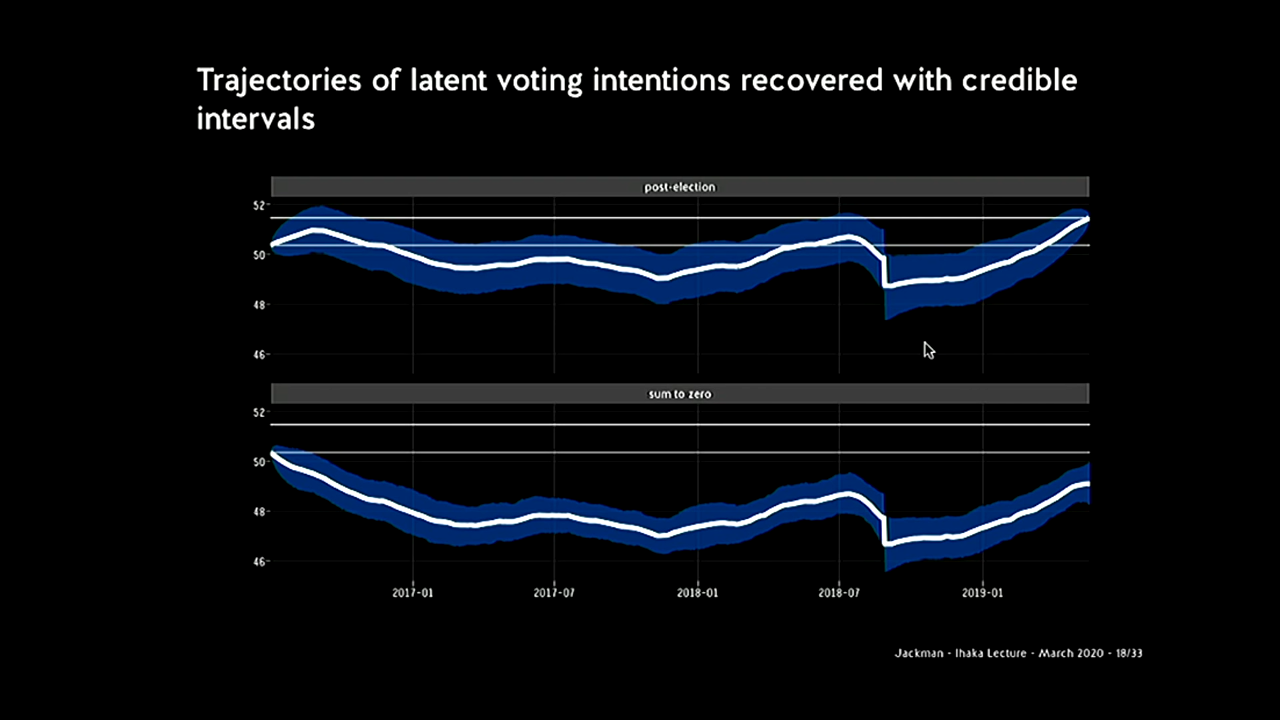 Trajectories of latent voting intentions recovered with credible
intervals
post-election
52
50
48
46
sum to zero
52
50
48
46
2017-01 2017-07 2018-01 2018-07 2019-01
Jackman - Ihaka Lecture - March 2020 - 18/33